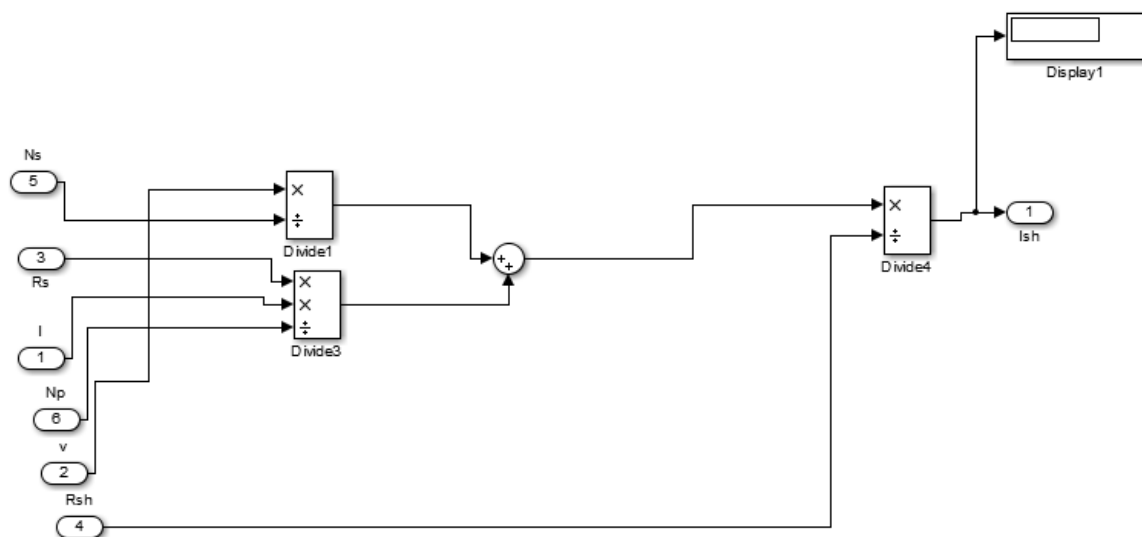 Display1
Ns
5
×
÷
Divide1
3
Rs
×
×
÷
Divide3
I
1
Np
6
v
2
Rsh
4
+
+
×
÷
Divide4
1
Ish